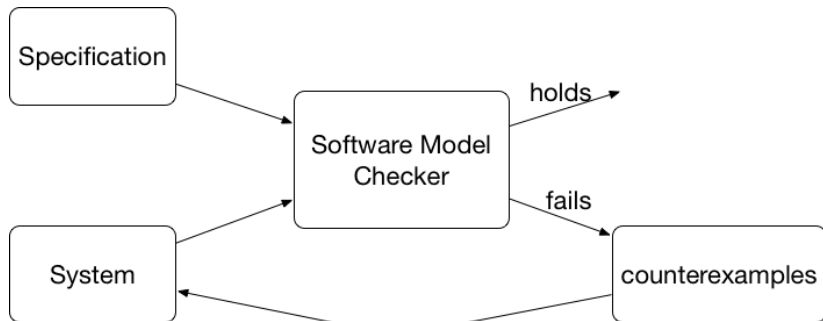 Specification
holds
Software Model
Checker
fails
System
counterexamples